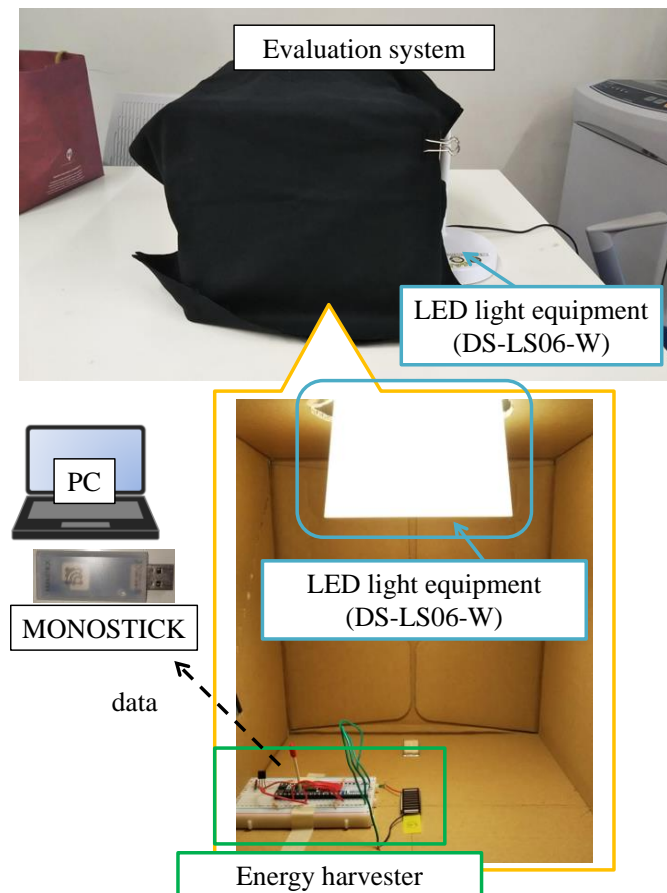 Evaluation system
LED light equipment
(DS-LS06-W)
PC
MONOSTICK
LED light equipment
(DS-LS06-W)
data
Energy harvester